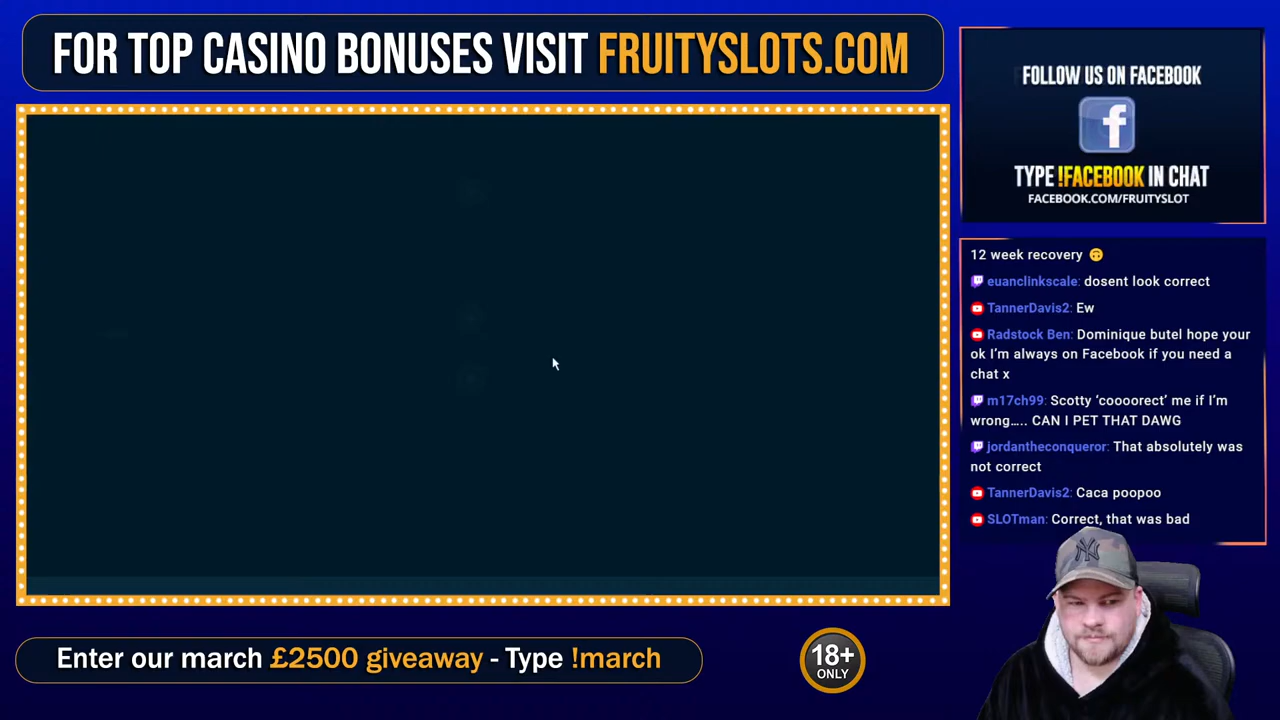 FOR TOP CASINO BONUSES VISIT FRUITYSLOTS.COM
FOLLOW US ON FACEBOOK
f
TYPE !FACEBOOK IN CHAT
FACEBOOK.COM/FRUITYSLOT
12 week recovery 🙃
euanclinkscale: dosent look correct
TannerDavis2: Ew
Radstock Ben: Dominique butel hope your
ok I’m always on Facebook if you need a
chat x
m17ch99: Scotty ‘coooorect’ me if I’m
wrong….. CAN I PET THAT DAWG
jordantheconqueror: That absolutely was
not correct
TannerDavis2: Caca poopoo
SLOTman: Correct, that was bad
NY
Enter our march £2500 giveaway - Type !march
18+
ONLY